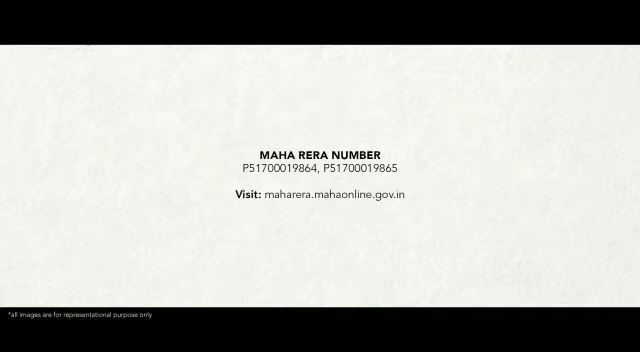 MAHA RERA NUMBER
P51700019864, P51700019865
Visit: maharera.mahaonline.gov.in
*all images are for representational purpose only